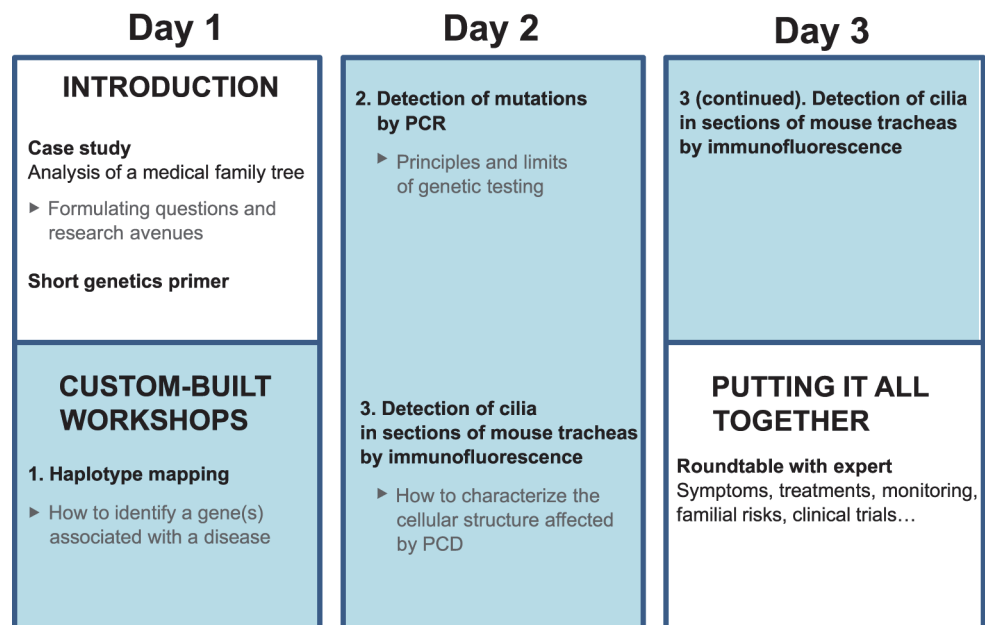 Day 1
INTRODUCTION
Case study
Analysis of a medical family tree
▶ Formulating questions and
research avenues
Short genetics primer
CUSTOM-BUILT
WORKSHOPS
1. Haplotype mapping
▶ How to identify a gene(s)
associated with a disease
Day 2
2. Detection of mutations
by PCR
▶ Principles and limits
of genetic testing
3. Detection of cilia
in sections of mouse tracheas
by immunofluorescence
▶ How to characterize the
cellular structure affected
by PCD
Day 3
3 (continued). Detection of cilia
in sections of mouse tracheas
by immunofluorescence
PUTTING IT ALL
TOGETHER
Roundtable with expert
Symptoms, treatments, monitoring,
familial risks, clinical trials…